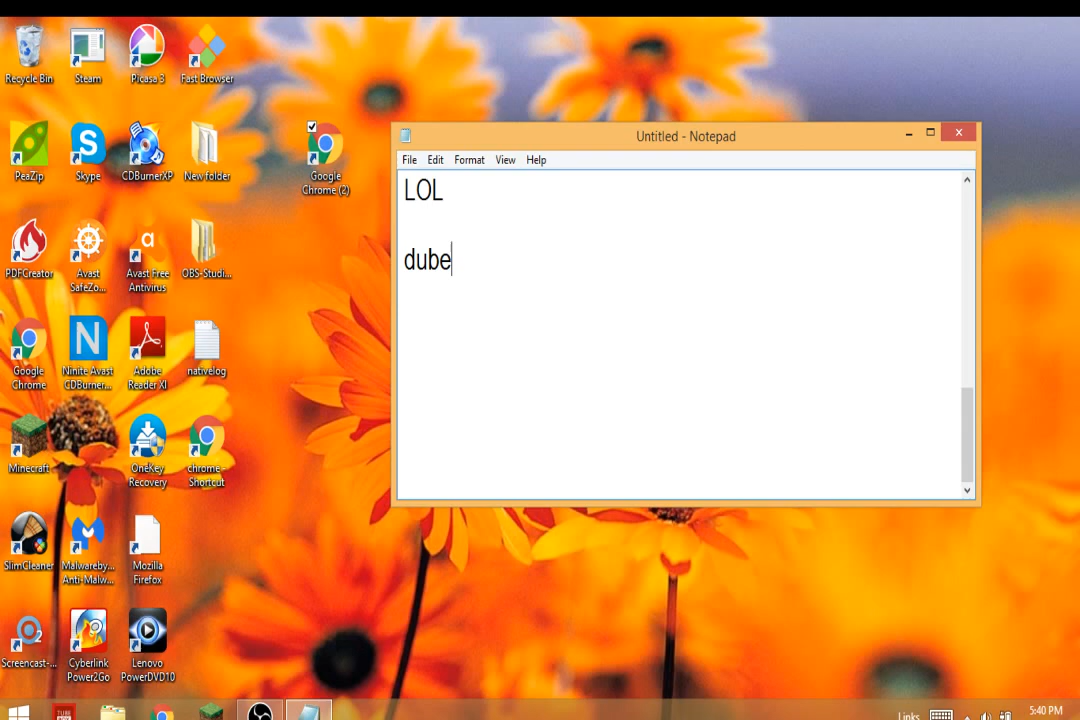 Recycle Bin
Steam
Picasa 3
Fast Browser
PeaZip
Skype
CDBurnerXP
New folder
Google
Chrome (2)
PDFCreator
Avast
SafeZo...
Avast Free
Antivirus
OBS-Studi...
Google
Chrome
Ninite Avast
CDBurner...
Adobe
Reader XI
nativelog
Minecraft
OneKey
Recovery
chrome -
Shortcut
SlimCleaner
Malwareby...
Anti-Malw...
Mozilla
Firefox
Screencast-...
Cyberlink
Power2Go
Lenovo
PowerDVD10
Untitled - Notepad
File Edit Format View Help
LOL
dube
TUBE
Links
5:40 PM